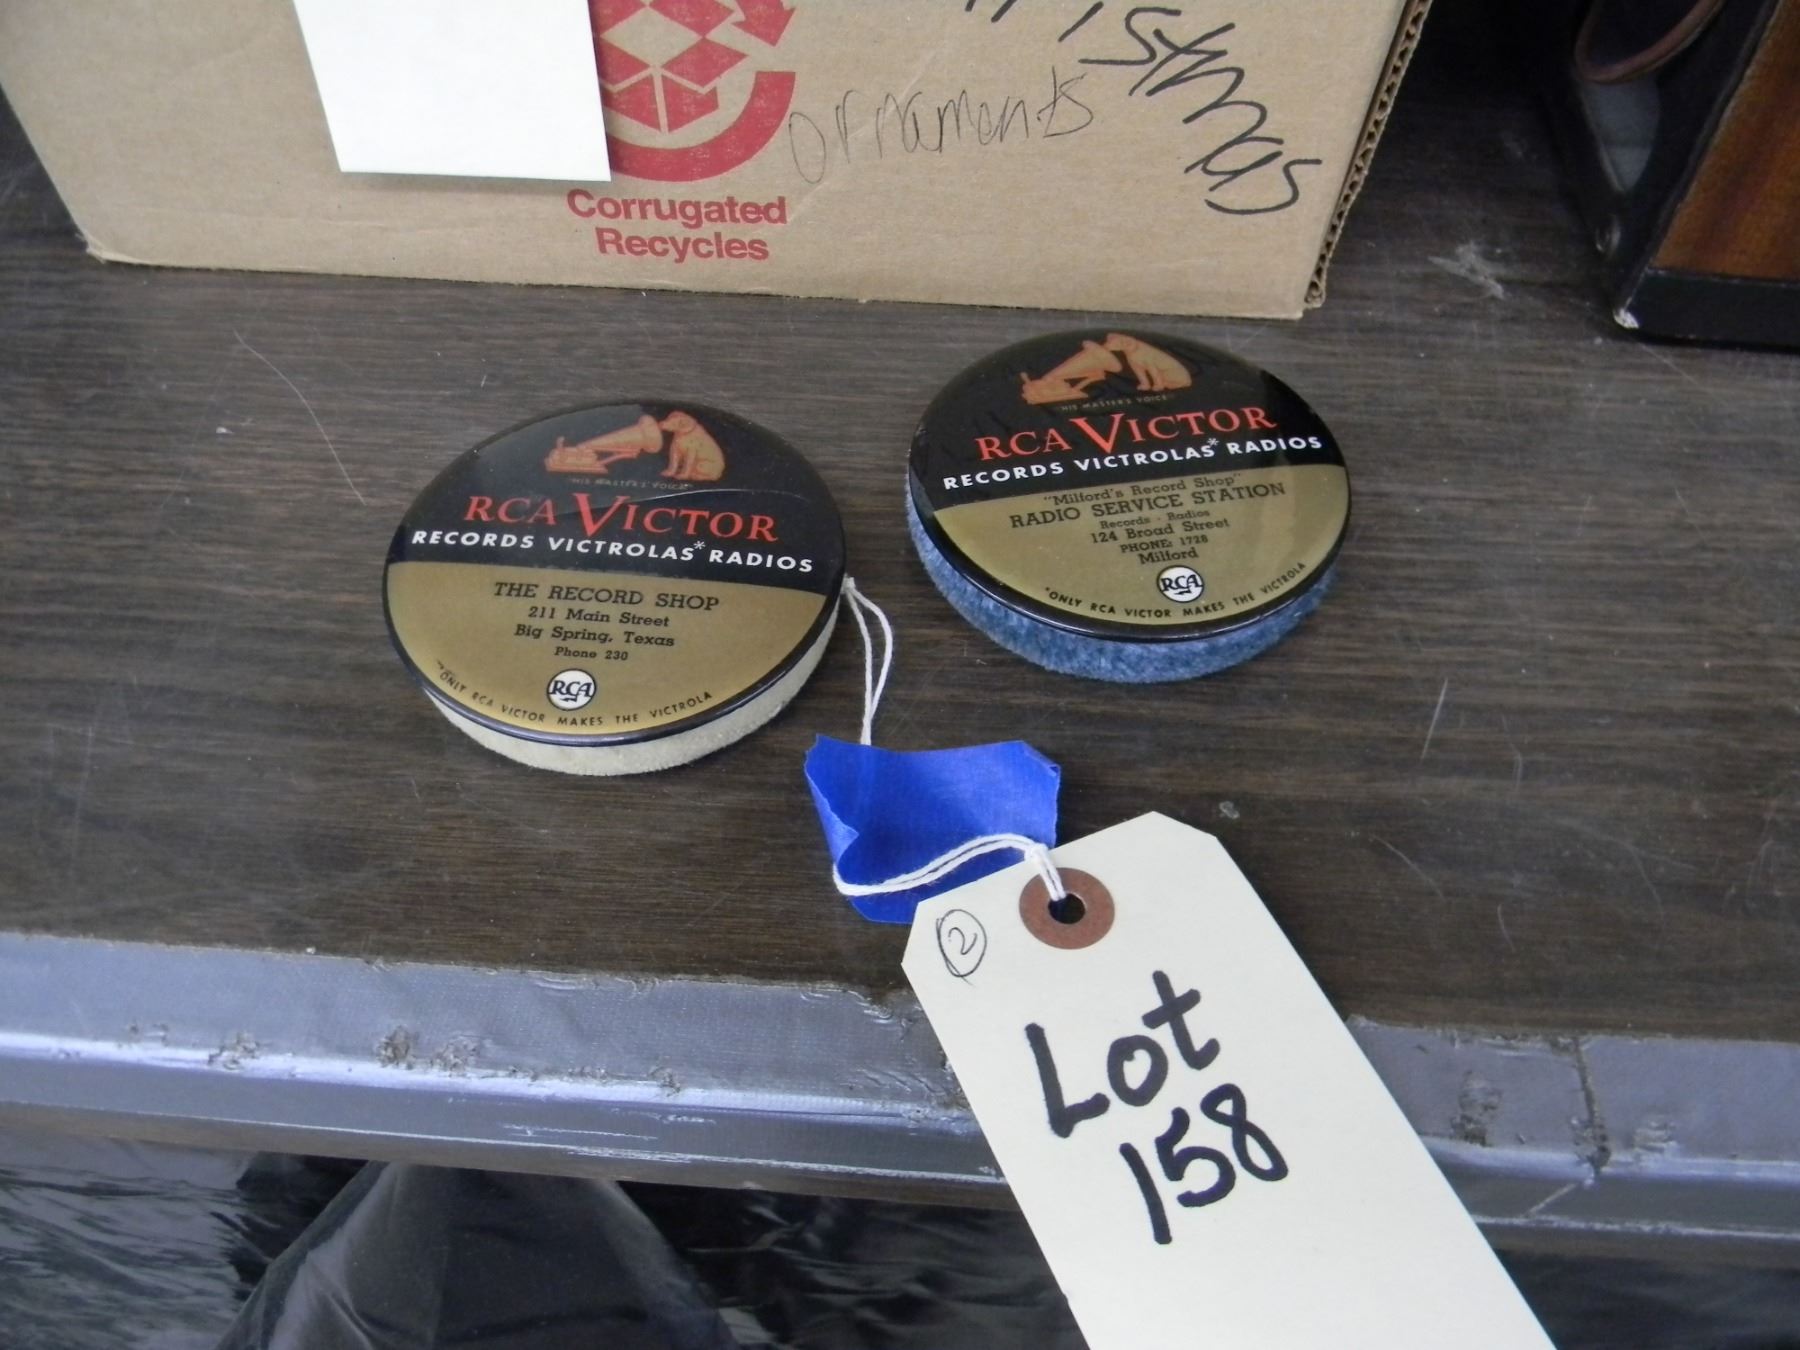 ornaments
Corrugated
Recycles
"HIS MASTER'S VOICE"
RCA VICTOR
RECORDS VICTROLAS* RADIOS
THE RECORD SHOP
211 Main Street
Big Spring, Texas
Phone 230
RCA
*ONLY RCA VICTOR MAKES THE VICTROLA
"HIS MASTER'S VOICE"
RCA VICTOR
RECORDS VICTROLAS* RADIOS
"Milford's Record Shop"
RADIO SERVICE STATION
Records - Radios
124 Broad Street
PHONE: 1728
Milford
RCA
*ONLY RCA VICTOR MAKES THE VICTROLA
2
Lot
158